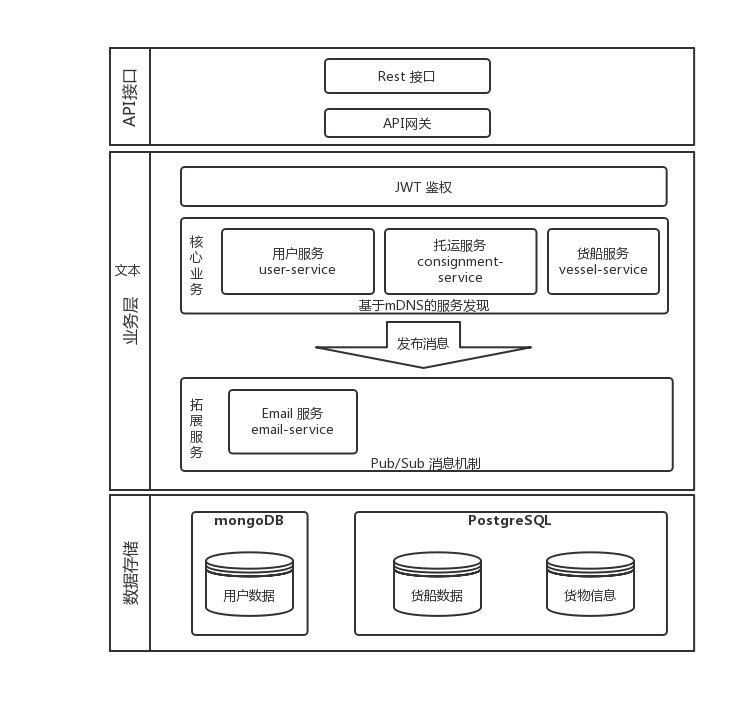 API接口
Rest 接口
API网关
文本
业务层
JWT 鉴权
核
心
业
务
用户服务
user-service
托运服务
consignment-
service
货船服务
vessel-service
基于mDNS的服务发现
发布消息
拓
展
服
务
Email 服务
email-service
Pub/Sub 消息机制
数据存储
mongoDB
用户数据
PostgreSQL
货船数据
货物信息